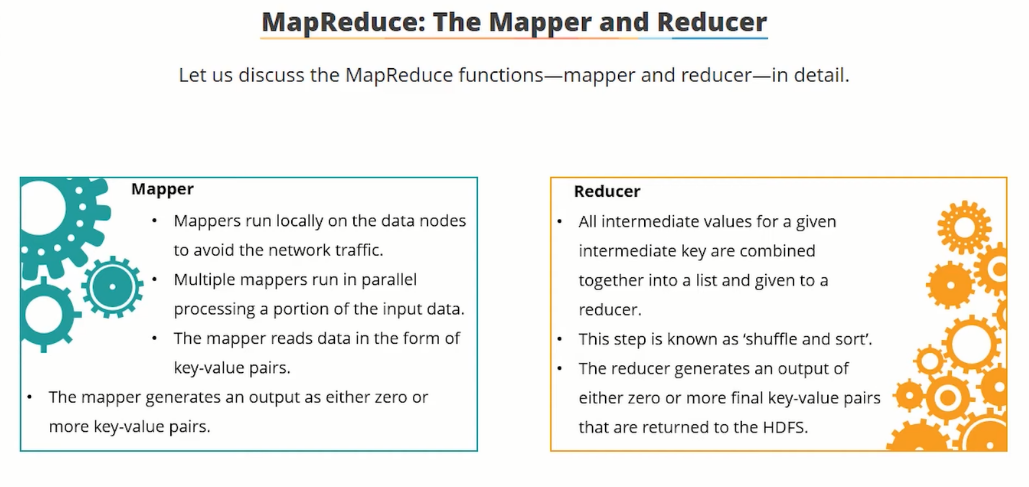 MapReduce: The Mapper and Reducer
Let us discuss the MapReduce functions—mapper and reducer—in detail.
Mapper
• Mappers run locally on the data nodes
to avoid the network traffic.
• Multiple mappers run in parallel
processing a portion of the input data.
• The mapper reads data in the form of
key-value pairs.
• The mapper generates an output as either zero or
more key-value pairs.
Reducer
• All intermediate values for a given
intermediate key are combined
together into a list and given to a
reducer.
• This step is known as ‘shuffle and sort’.
• The reducer generates an output of
either zero or more final key-value pairs
that are returned to the HDFS.